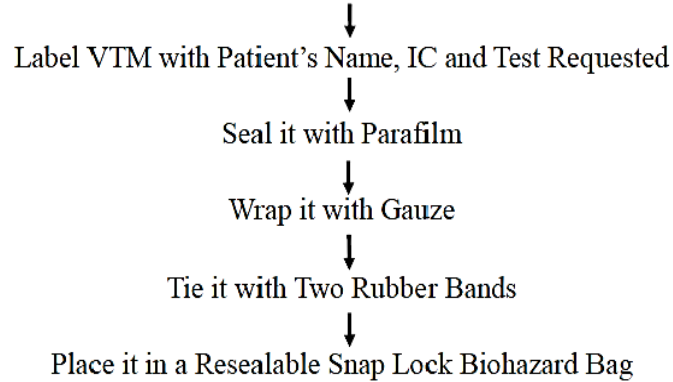 Label VTM with Patient's Name, IC and Test Requested
Seal it with Parafilm
Wrap it with Gauze
Tie it with Two Rubber Bands
Place it in a Resealable Snap Lock Biohazard Bag